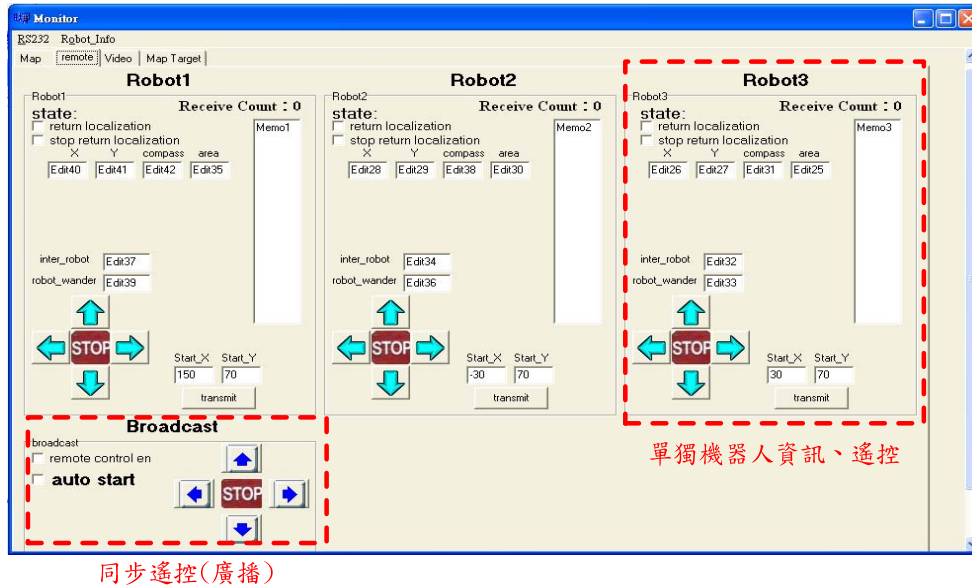 Monitor
RS232 Robot_Info
Map remote Video Map Target
Robot1 Robot2 Robot3
Robot1 Robot2 Robot3
Receive Count：0 Receive Count：0 Receive Count：0
state: state: state:
return localization return localization return localization
Memo1 Memo2 Memo3
stop return localization stop return localization stop return localization
X Y compass area X Y compass area X Y compass area
Edit40 Edit41 Edit42 Edit35 Edit28 Edit29 Edit38 Edit30 Edit26 Edit27 Edit31 Edit25
inter_robot Edit37 inter_robot Edit34 inter_robot Edit32
robot_wander Edit39 robot_wander Edit36 robot_wander Edit33
STOP STOP STOP
Start_X Start_Y Start_X Start_Y Start_X Start_Y
150 70 -30 70 30 70
transmit transmit transmit
Broadcast
broadcast
remote control en
auto start
STOP
單獨機器人資訊、遙控
同步遙控(廣播)